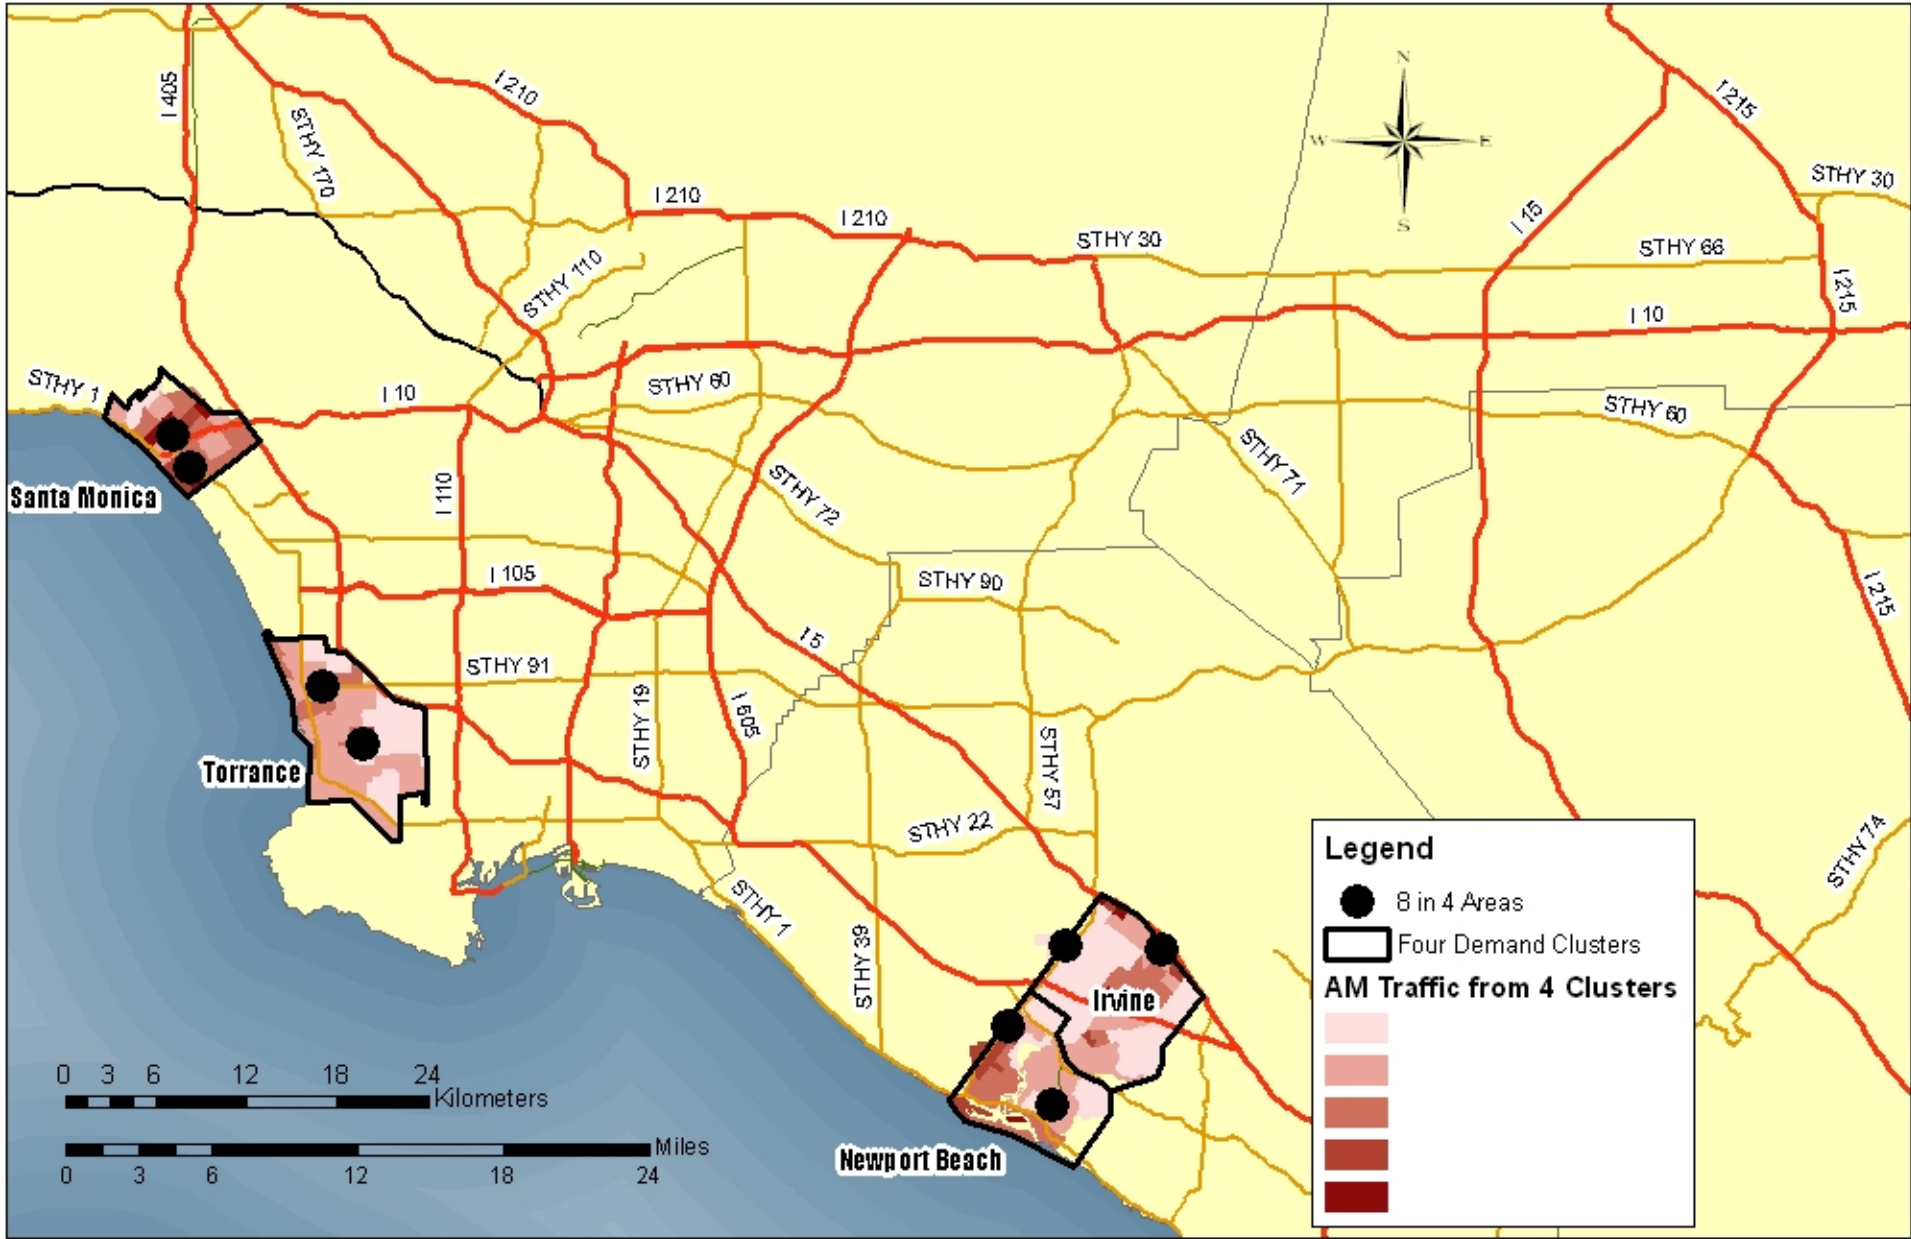 I 405
I 210
STHY 170
I 210
I 210
STHY 110
STHY 30
N
W
E
S
I 215
STHY 30
I 15
STHY 66
I 215
I 10
STHY 1
I 10
STHY 60
STHY 60
Santa Monica
I 110
STHY 72
STHY 71
I 105
STHY 90
I 5
I 215
STHY 91
STHY 19
I 605
Torrance
STHY 57
STHY 22
STHY 1
STHY 39
STHY 74
Irvine
Newport Beach
0 3 6 12 18 24
Kilometers
Miles
0 3 6 12 18 24
Legend
8 in 4 Areas
Four Demand Clusters
AM Traffic from 4 Clusters